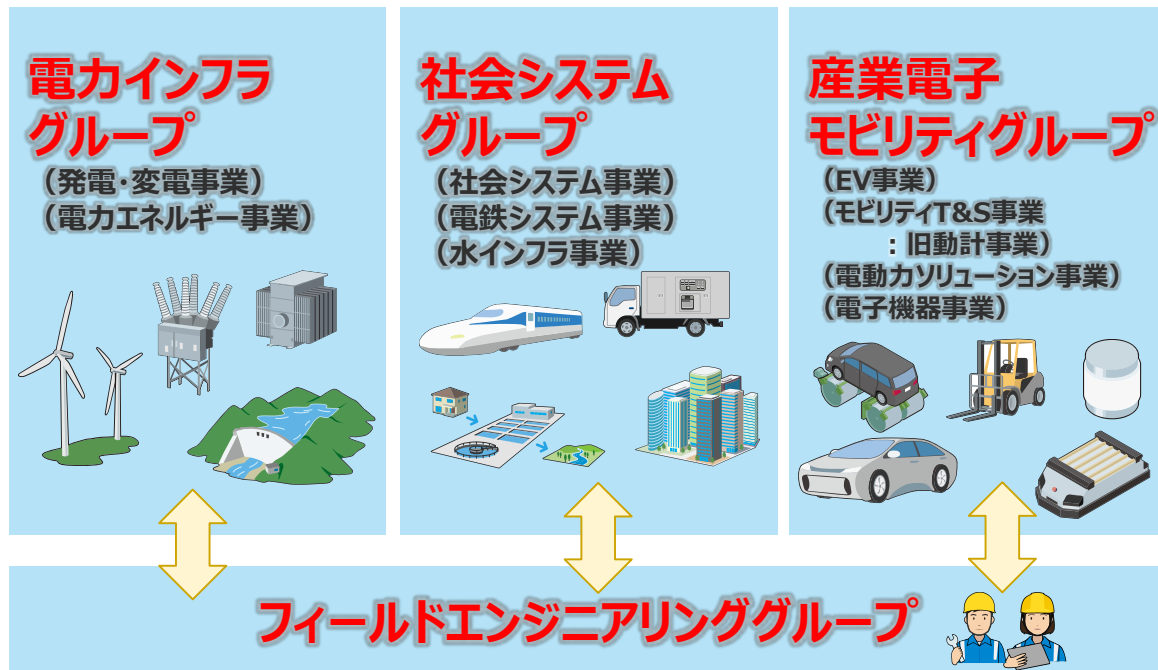 電力インフラ
グループ
（発電・変電事業）
（電力エネルギー事業）
社会システム
グループ
（社会システム事業）
（電鉄システム事業）
（水インフラ事業）
産業電子
モビリティグループ
（EV事業）
（モビリティT&S事業
：旧動計事業）
（電動力ソリューション事業）
（電子機器事業）
フィールドエンジニアリンググループ